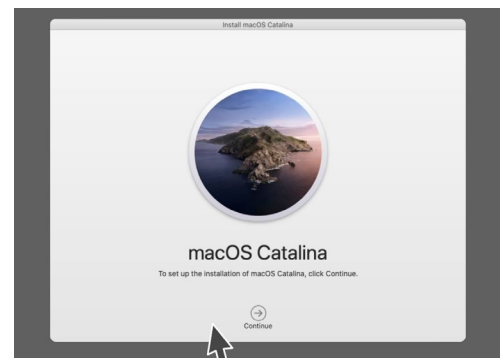 Install macOS Catalina
macOS Catalina
To set up the installation of macOS Catalina, click Continue.
Continue